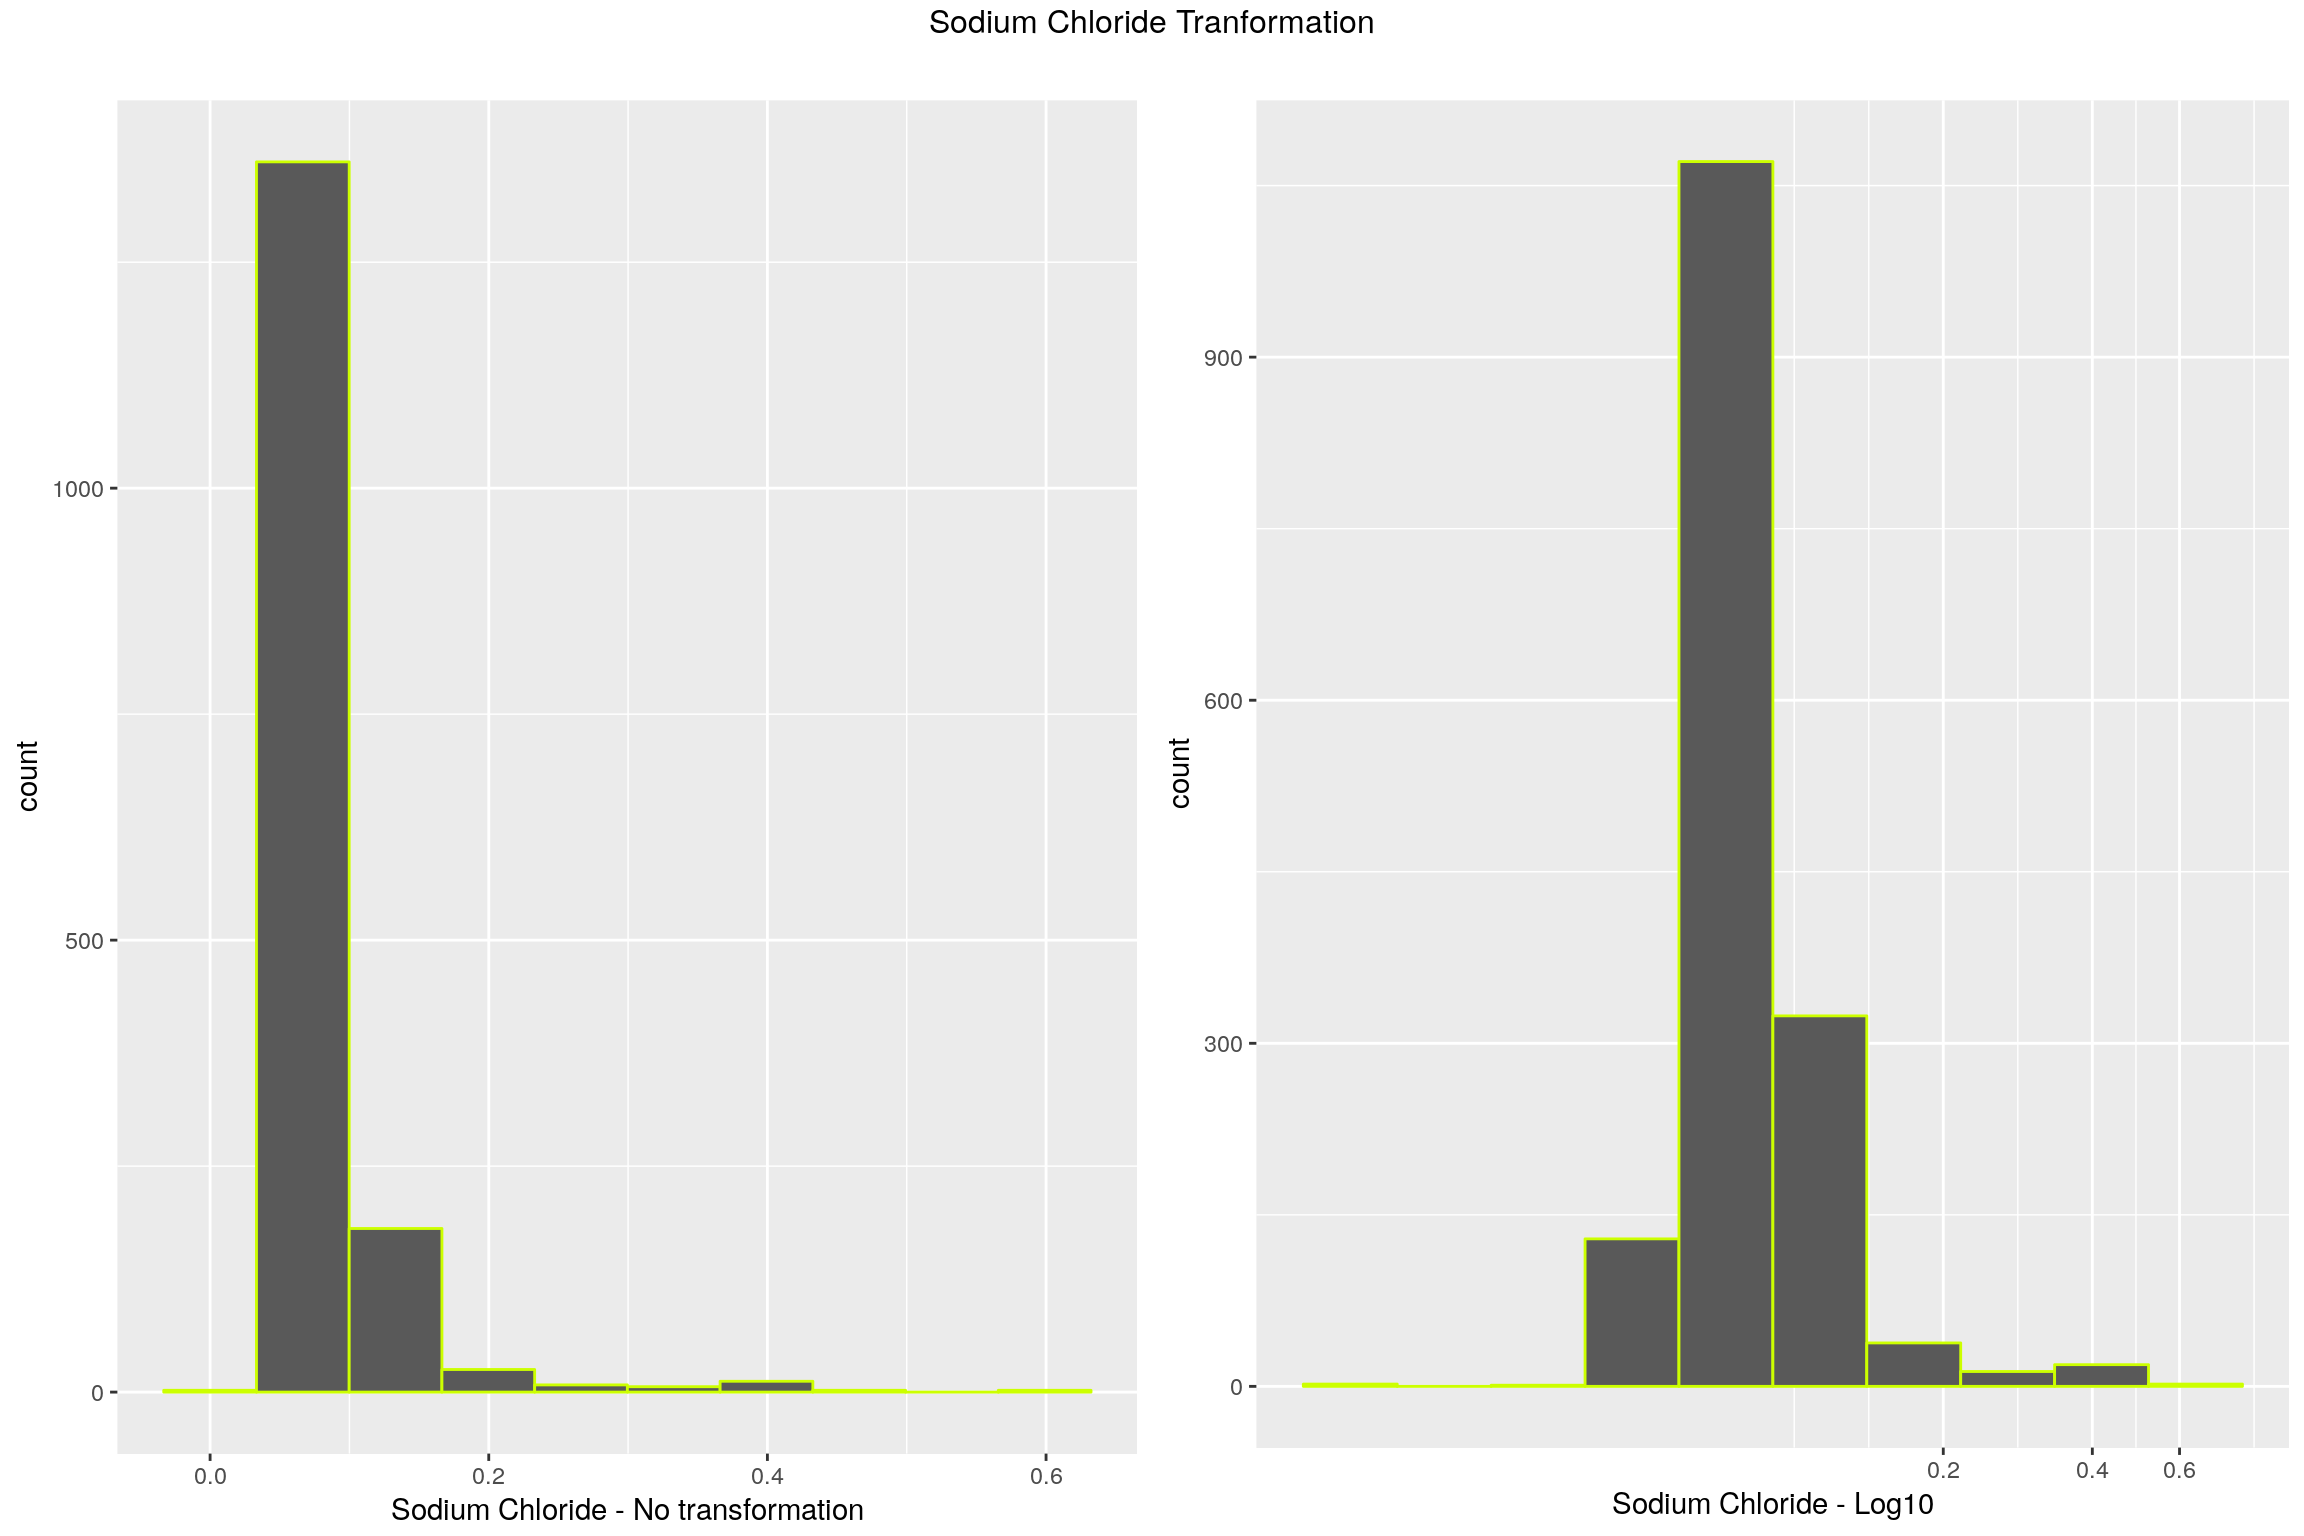 Sodium Chloride Tranformation
count
1000
500
0
0.0 0.2 0.4 0.6
Sodium Chloride - No transformation
count
900
600
300
0
0.2 0.4 0.6
Sodium Chloride - Log10